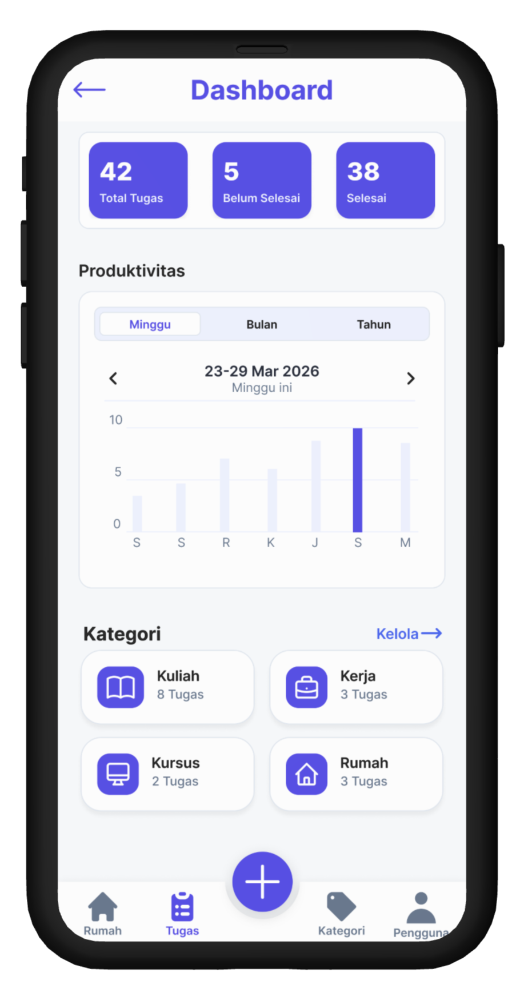 Dashboard
42
Total Tugas
5
Belum Selesai
38
Selesai
Produktivitas
Minggu Bulan Tahun
23-29 Mar 2026
Minggu ini
10
5
0
S S R K J S M
Kategori
Kelola
Kuliah
8 Tugas
Kerja
3 Tugas
Kursus
2 Tugas
Rumah
3 Tugas
Rumah Tugas Kategori Pengguna